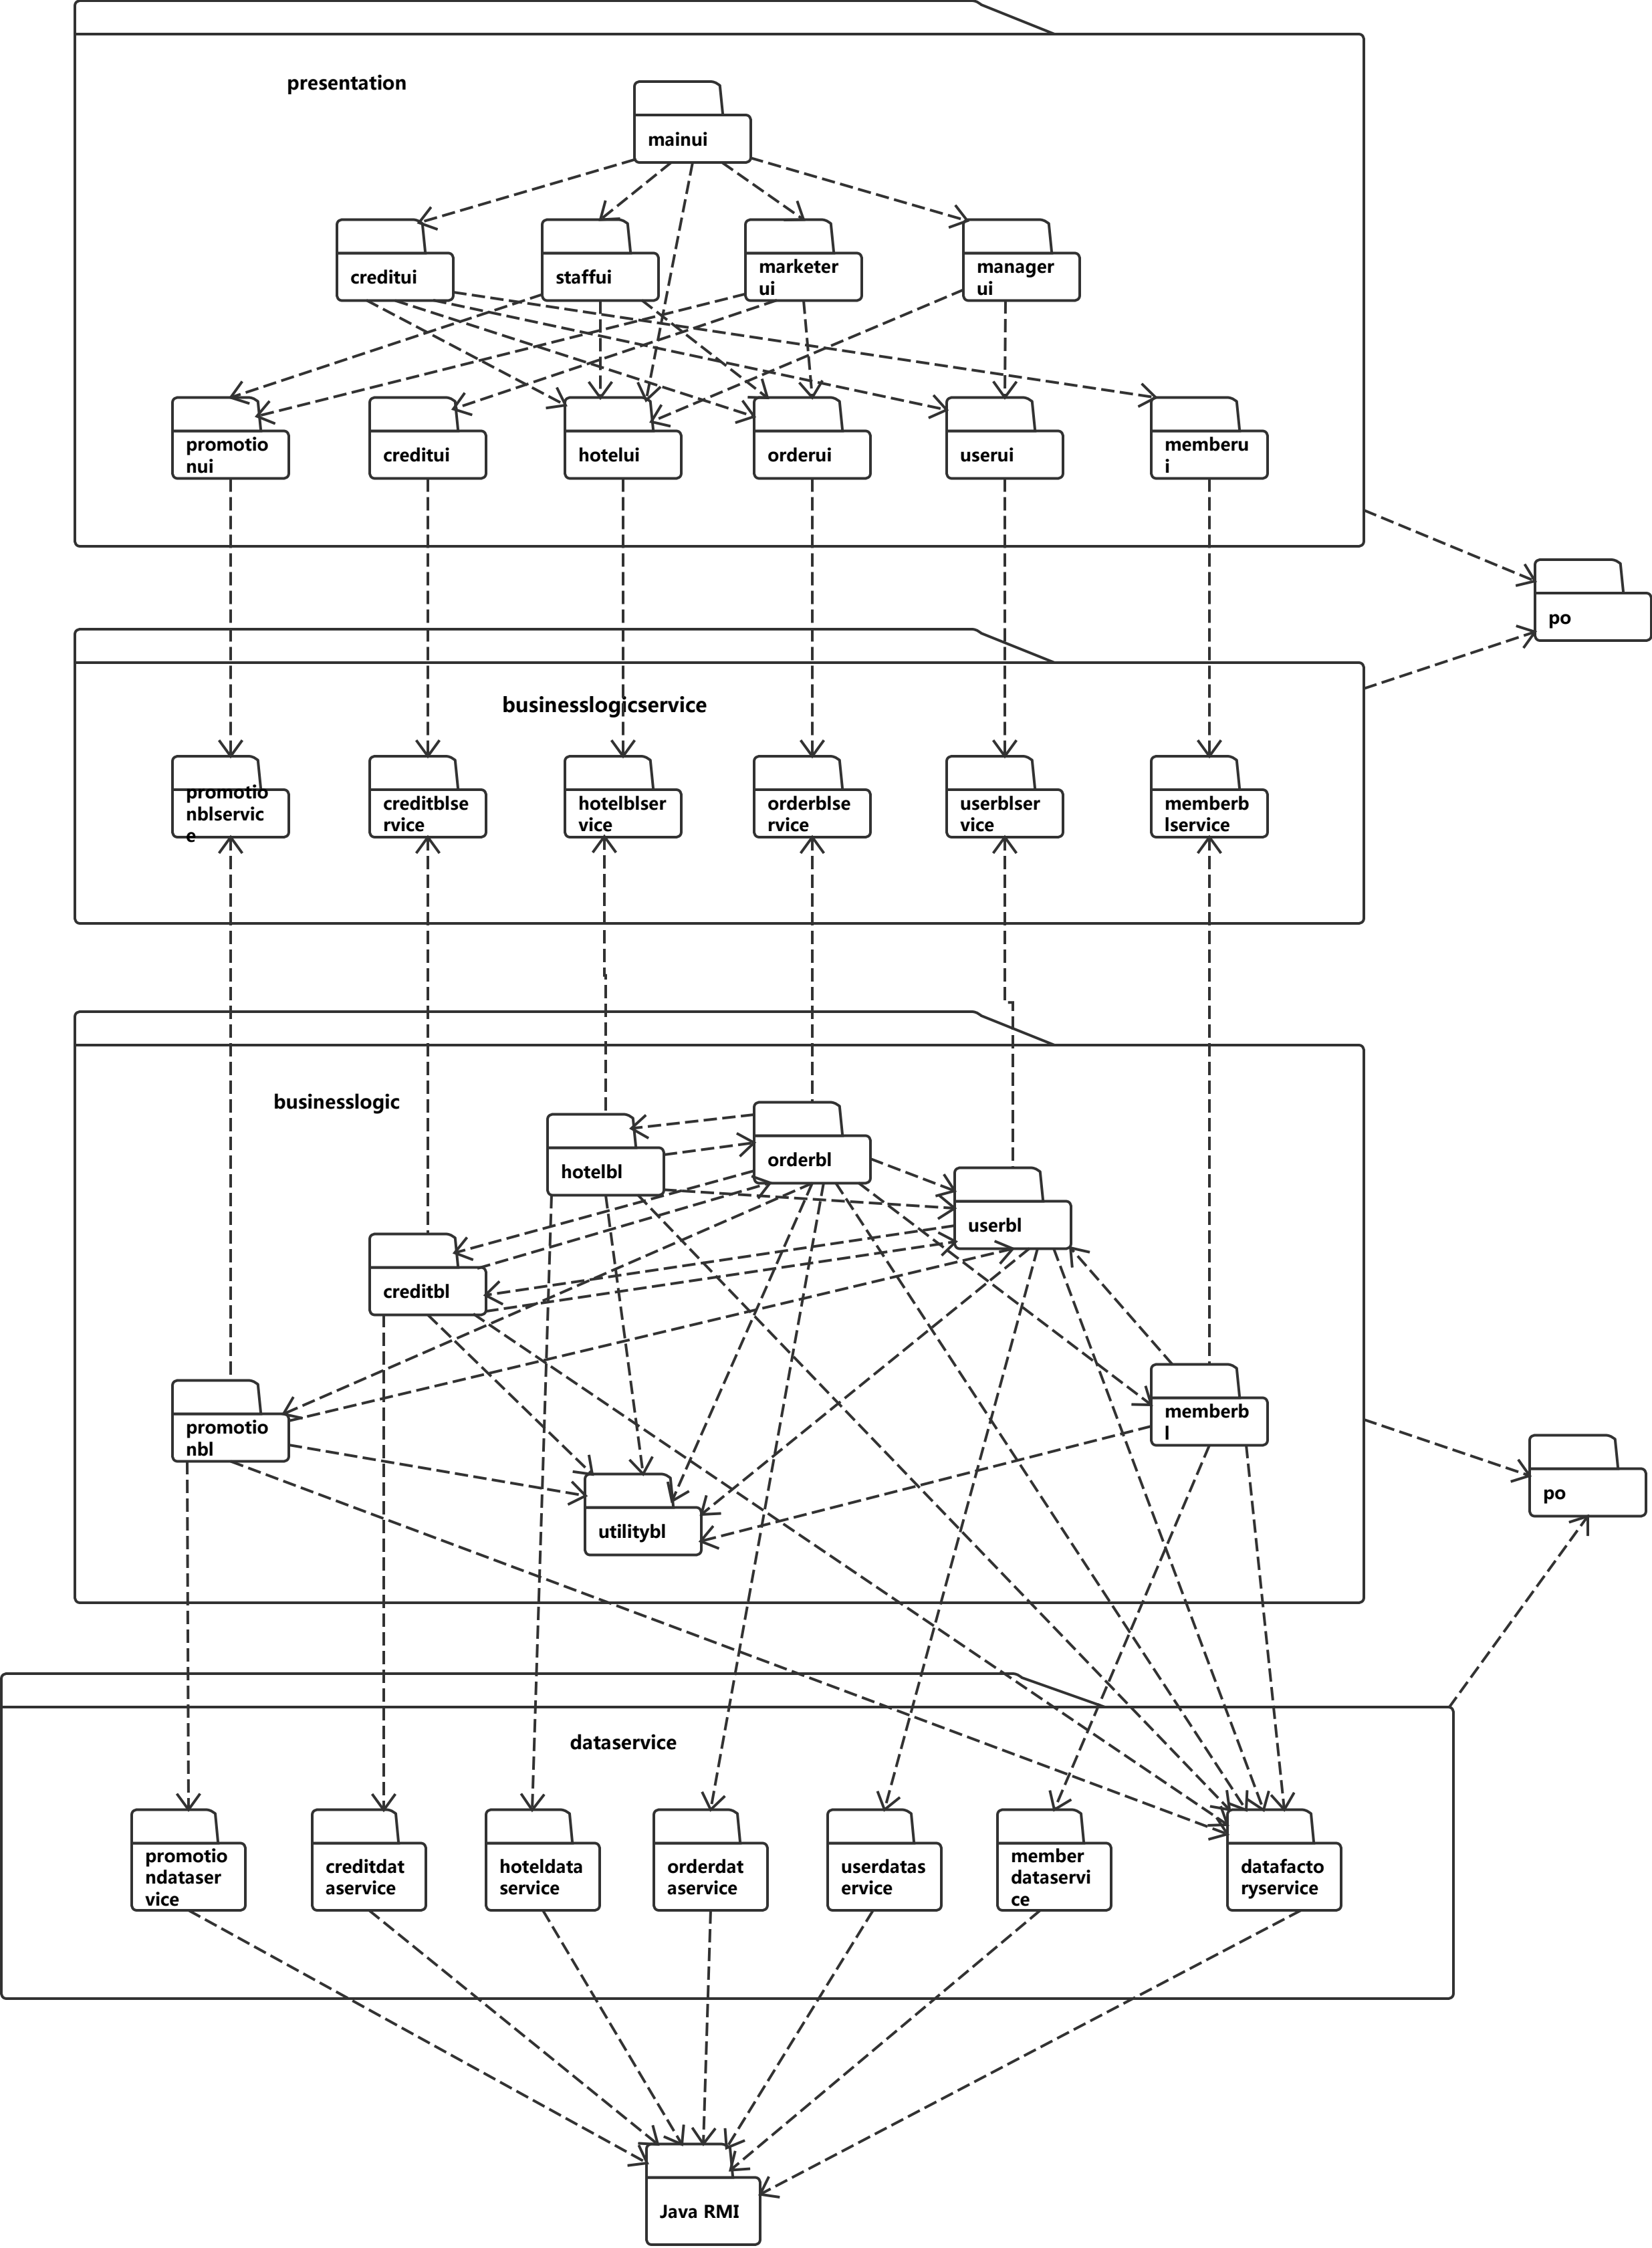 presentation
mainui
creditui
staffui
marketer
ui
manager
ui
promotio
nui
creditui
hotelui
orderui
userui
memberu
i
po
businesslogicservice
promotio
nblservic
e
creditblse
rvice
hotelblser
vice
orderblse
rvice
userblser
vice
memberb
lservice
businesslogic
orderbl
hotelbl
userbl
creditbl
promotio
nbl
memberb
l
utilitybl
po
dataservice
promotio
ndataser
vice
creditdat
aservice
hoteldata
service
orderdat
aservice
userdatas
ervice
member
dataservi
ce
datafacto
ryservice
Java RMI